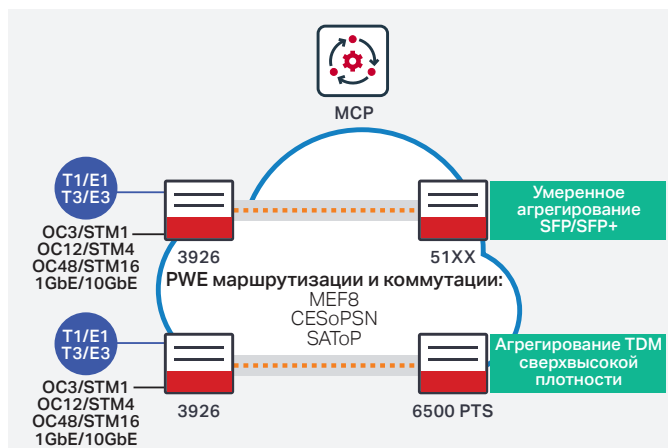 MCP
T1/E1
T3/E3
OC3/STM1
OC12/STM4
OC48/STM16
1GbE/10GbE
3926
51XX
Умеренное
агрегирование
SFP/SFP+
PWE маршрутизации и коммутации:
MEF8
CESoPSN
SAToP
T1/E1
T3/E3
OC3/STM1
OC12/STM4
OC48/STM16
1GbE/10GbE
3926
6500 PTS
Агрегирование TDM
сверхвысокой
плотности